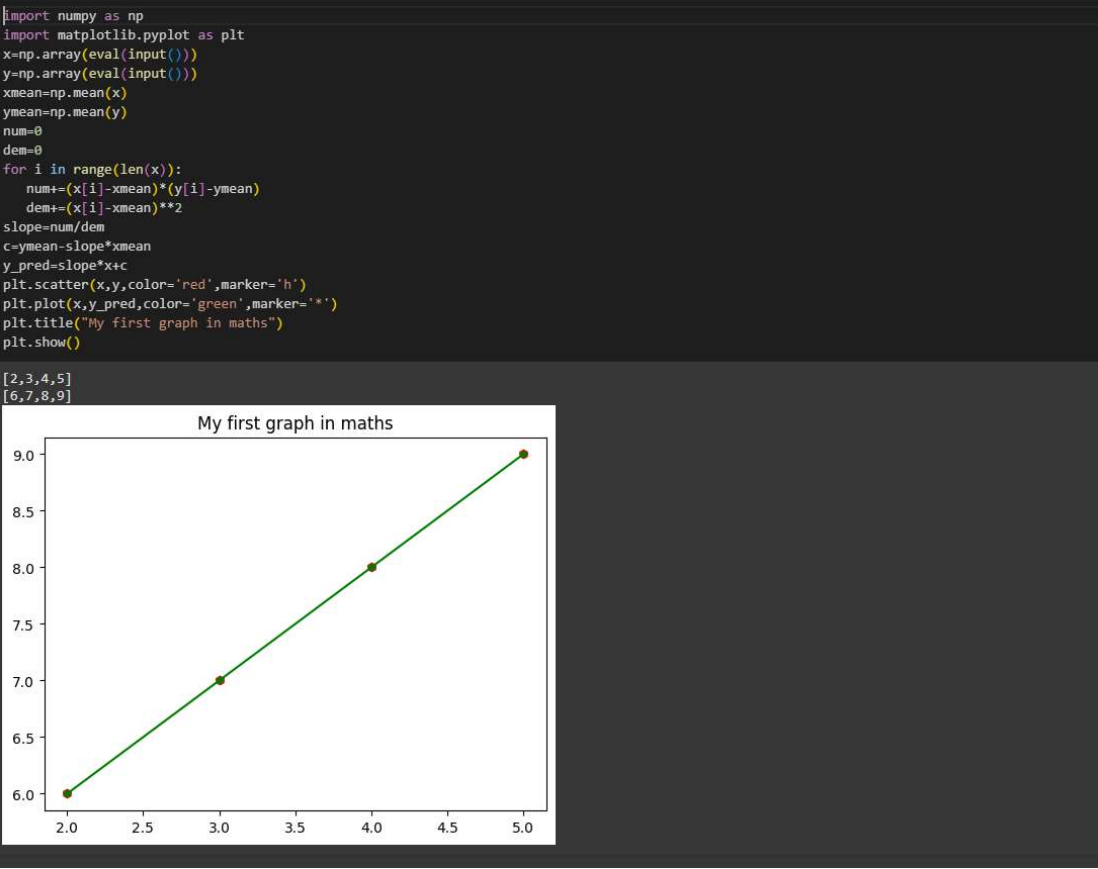 import numpy as np
import matplotlib.pyplot as plt
x=np.array(eval(input()))
y=np.array(eval(input()))
xmean=np.mean(x)
ymean=np.mean(y)
num=0
dem=0
for i in range(len(x)):
   num+=(x[i]-xmean)*(y[i]-ymean)
   dem+=(x[i]-xmean)**2
slope=num/dem
c=ymean-slope*xmean
y_pred=slope*x+c
plt.scatter(x,y,color='red',marker='h')
plt.plot(x,y_pred,color='green',marker='*')
plt.title("My first graph in maths")
plt.show()
[2,3,4,5]
[6,7,8,9]
My first graph in maths
9.0
8.5
8.0
7.5
7.0
6.5
6.0
2.0 2.5 3.0 3.5 4.0 4.5 5.0